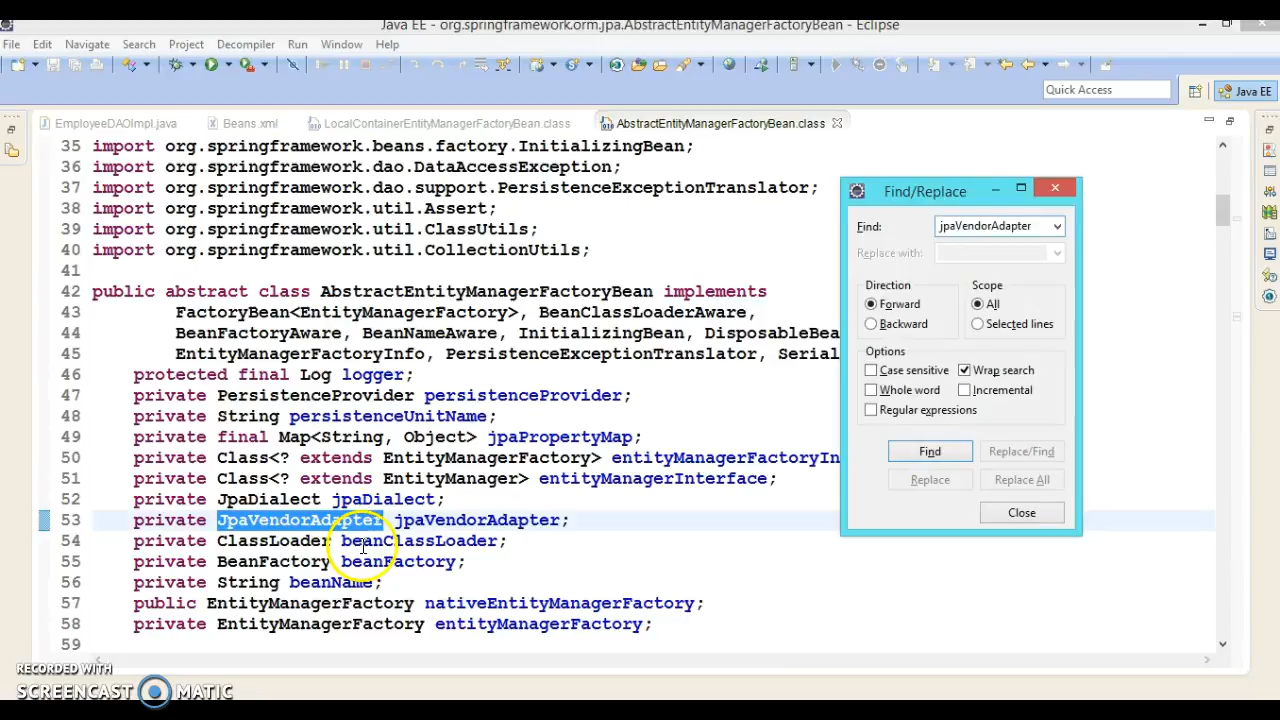 Java EE - org.springframework.orm.jpa.AbstractEntityManagerFactoryBean - Eclipse
File Edit Navigate Search Project Refactor Decompiler Run Window Help
Quick Access
Java EE
EmployeeDAOImpl.java Beans.xml LocalContainerEntityManagerFactoryBean.class AbstractEntityManagerFactoryBean.class
35 import org.springframework.beans.factory.InitializingBean;
36 import org.springframework.dao.DataAccessException;
37 import org.springframework.dao.support.PersistenceExceptionTranslator;
38 import org.springframework.util.Assert;
39 import org.springframework.util.ClassUtils;
40 import org.springframework.util.CollectionUtils;
41
42 public abstract class AbstractEntityManagerFactoryBean implements
43 FactoryBean<EntityManagerFactory>, BeanClassLoaderAware,
44 BeanFactoryAware, BeanNameAware, InitializingBean, DisposableBea
45 EntityManagerFactoryInfo, PersistenceExceptionTranslator, Serial
46 protected final Log logger;
47 private PersistenceProvider persistenceProvider;
48 private String persistenceUnitName;
49 private final Map<String, Object> jpaPropertyMap;
50 private Class<? extends EntityManagerFactory> entityManagerFactoryIn
51 private Class<? extends EntityManager> entityManagerInterface;
52 private JpaDialect jpaDialect;
53 private JpaVendorAdapter jpaVendorAdapter;
54 private ClassLoader beanClassLoader;
55 private BeanFactory beanFactory;
56 private String beanName;
57 public EntityManagerFactory nativeEntityManagerFactory;
58 private EntityManagerFactory entityManagerFactory;
59
Find/Replace
Find: jpaVendorAdapter
Replace with:
Direction
Forward
Backward
Scope
All
Selected lines
Options
Case sensitive Wrap search
Whole word Incremental
Regular expressions
Find Replace/Find
Replace Replace All
Close
RECORDED WITH
SCREENCAST MATIC